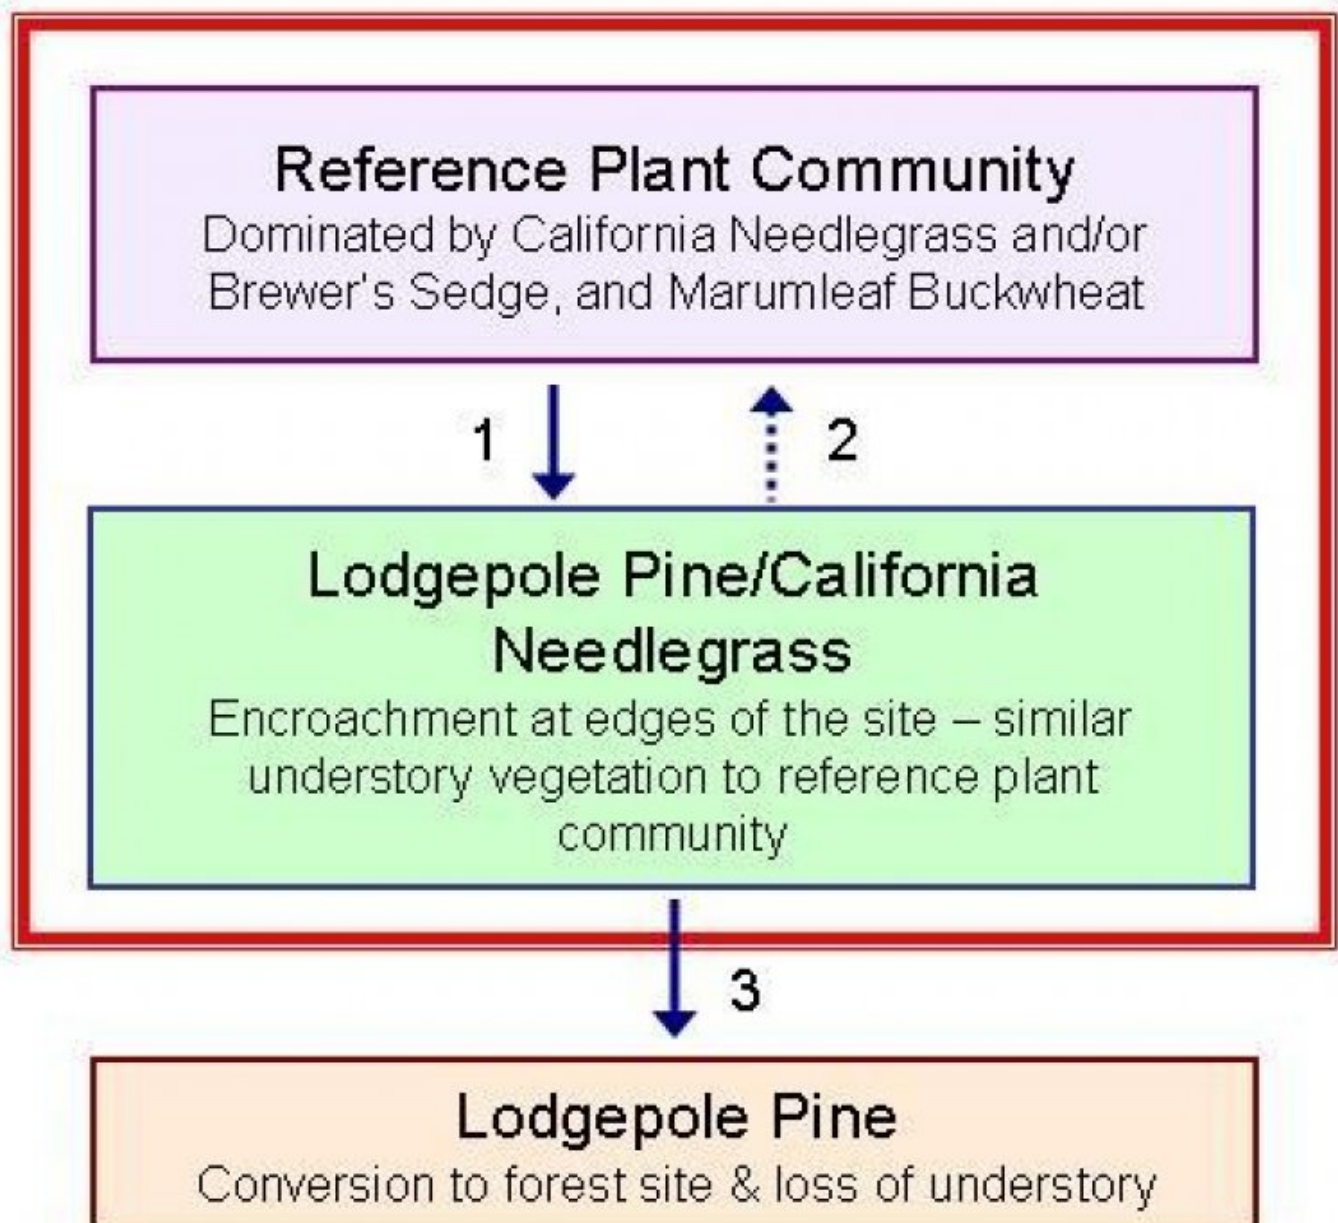 Reference Plant Community
Dominated by California Needlegrass and/or
Brewer's Sedge, and Marumleaf Buckwheat
1
2
Lodgepole Pine/California
Needlegrass
Encroachment at edges of the site – similar
understory vegetation to reference plant
community
3
Lodgepole Pine
Conversion to forest site & loss of understory